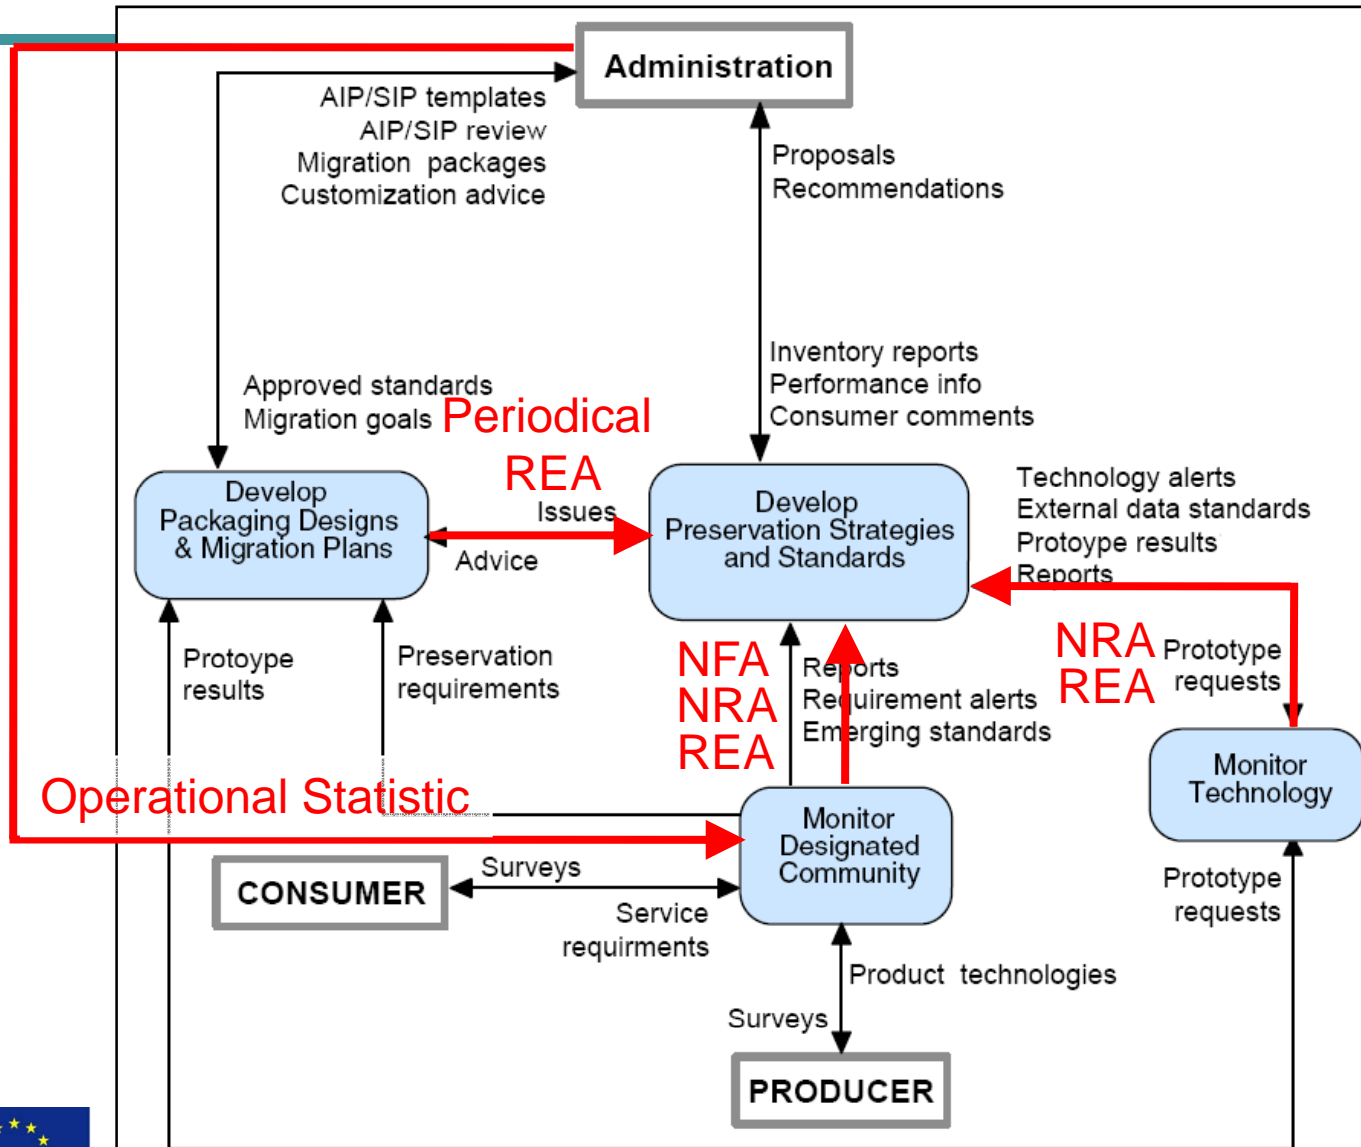 Administration
AIP/SIP templates
AIP/SIP review
Migration packages
Customization advice
Proposals
Recommendations
Inventory reports
Performance info
Consumer comments
Approved standards
Migration goals
Periodical
REA
Issues
Advice
Develop
Packaging Designs
& Migration Plans
Develop
Preservation Strategies
and Standards
Technology alerts
External data standards
Protoype results
Reports
Protoype
results
Preservation
requirements
NFA
NRA
REA
Reports
Requirement alerts
Emerging standards
NRA
REA
Prototype
requests
Monitor
Technology
Operational Statistic
Monitor
Designated
Community
CONSUMER
Surveys
Service
requirments
Prototype
requests
Product technologies
Surveys
PRODUCER